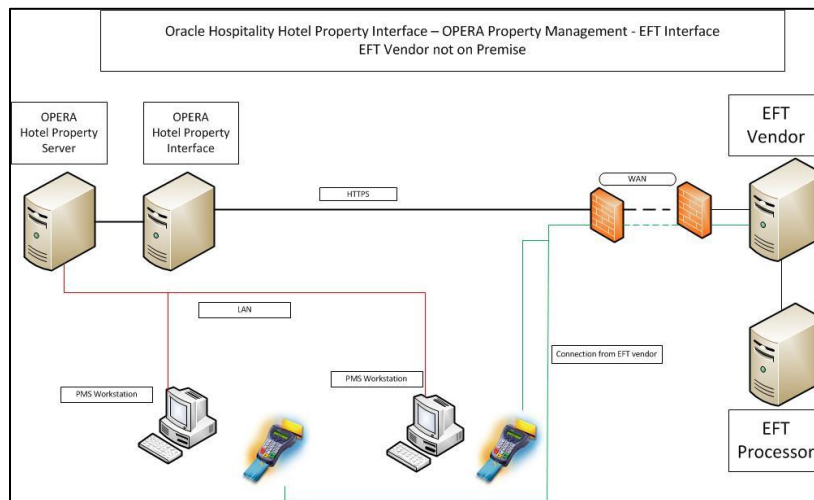 Oracle Hospitality Hotel Property Interface – OPERA Property Management - EFT Interface
EFT Vendor not on Premise
OPERA
Hotel Property
Server
OPERA
Hotel Property
Interface
EFT
Vendor
WAN
HTTPS
LAN
Connection from EFT vendor
PMS Workstation
PMS Workstation
EFT
Processor